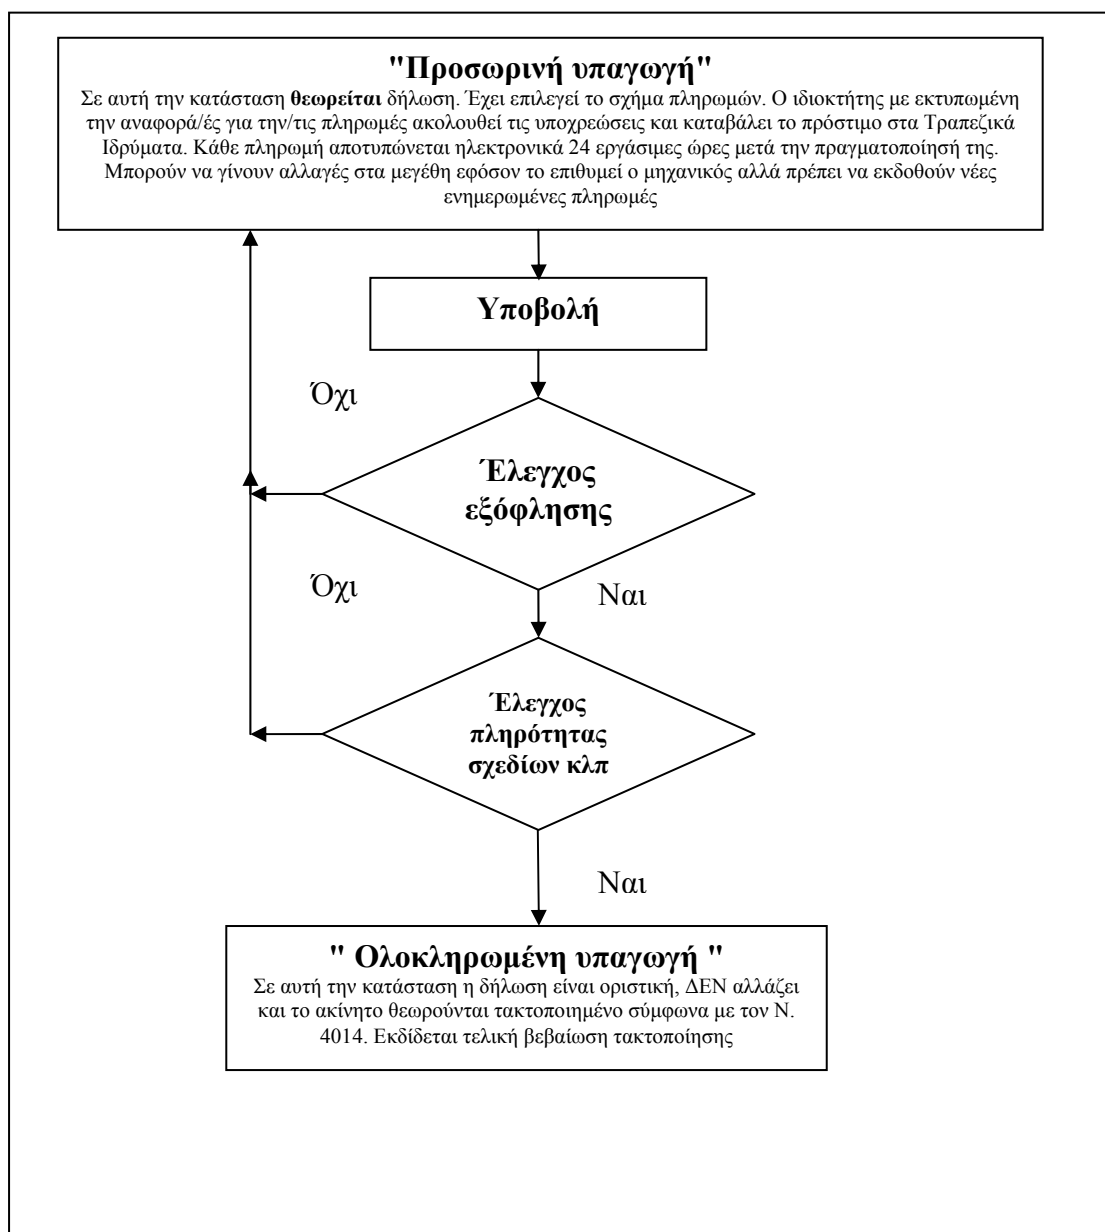 "Προσωρινή υπαγωγή"
Σε αυτή την κατάσταση θεωρείται δήλωση. Έχει επιλεγεί το σχήμα πληρωμών. Ο ιδιοκτήτης με εκτυπωμένη
την αναφορά/ές για την/τις πληρωμές ακολουθεί τις υποχρεώσεις και καταβάλει το πρόστιμο στα Τραπεζικά
Ιδρύματα. Κάθε πληρωμή αποτυπώνεται ηλεκτρονικά 24 εργάσιμες ώρες μετά την πραγματοποίησή της.
Μπορούν να γίνουν αλλαγές στα μεγέθη εφόσον το επιθυμεί ο μηχανικός αλλά πρέπει να εκδοθούν νέες
ενημερωμένες πληρωμές
Υποβολή
Όχι
Έλεγχος
εξόφλησης
Όχι
Ναι
Έλεγχος
πληρότητας
σχεδίων κλπ
Ναι
" Ολοκληρωμένη υπαγωγή "
Σε αυτή την κατάσταση η δήλωση είναι οριστική, ΔΕΝ αλλάζει
και το ακίνητο θεωρούνται τακτοποιημένο σύμφωνα με τον Ν.
4014. Εκδίδεται τελική βεβαίωση τακτοποίησης